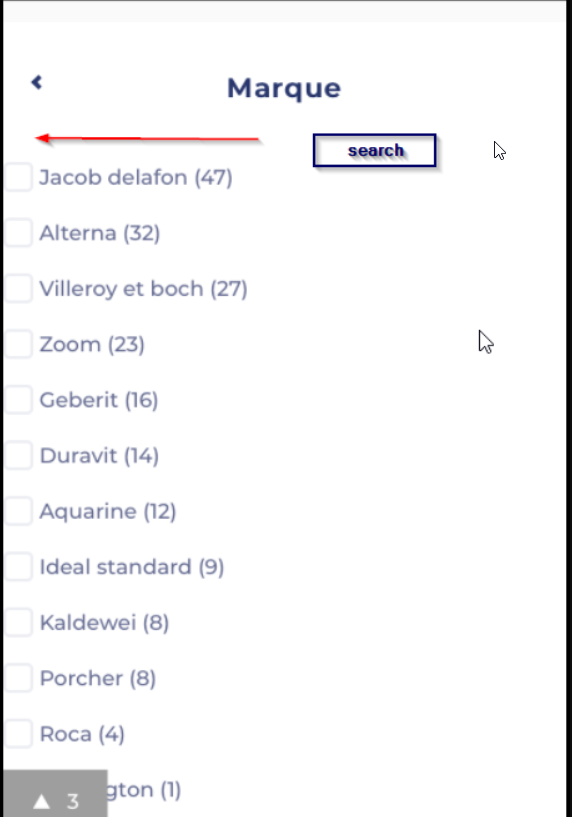 Marque
search
Jacob delafon (47)
Alterna (32)
Villeroy et boch (27)
Zoom (23)
Geberit (16)
Duravit (14)
Aquarine (12)
Ideal standard (9)
Kaldewei (8)
Porcher (8)
Roca (4)
gton (1)
3